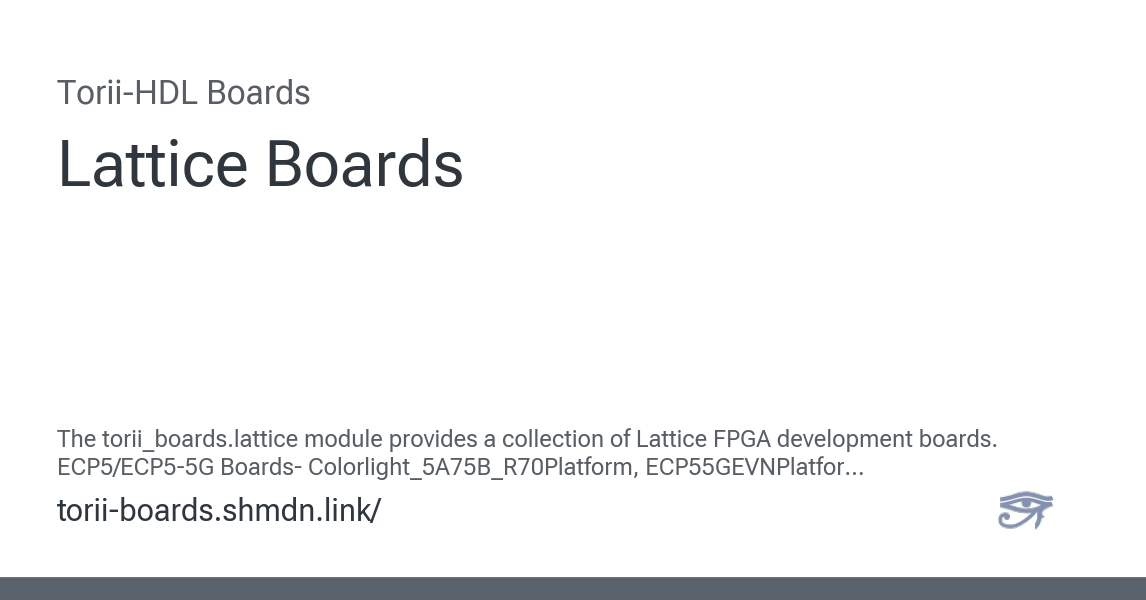 Torii-HDL Boards
Lattice Boards
The torii_boards.lattice module provides a collection of Lattice FPGA development boards.
ECP5/ECP5-5G Boards- Colorlight_5A75B_R70Platform, ECP55GEVNPlatfor...
torii-boards.shmdn.link/